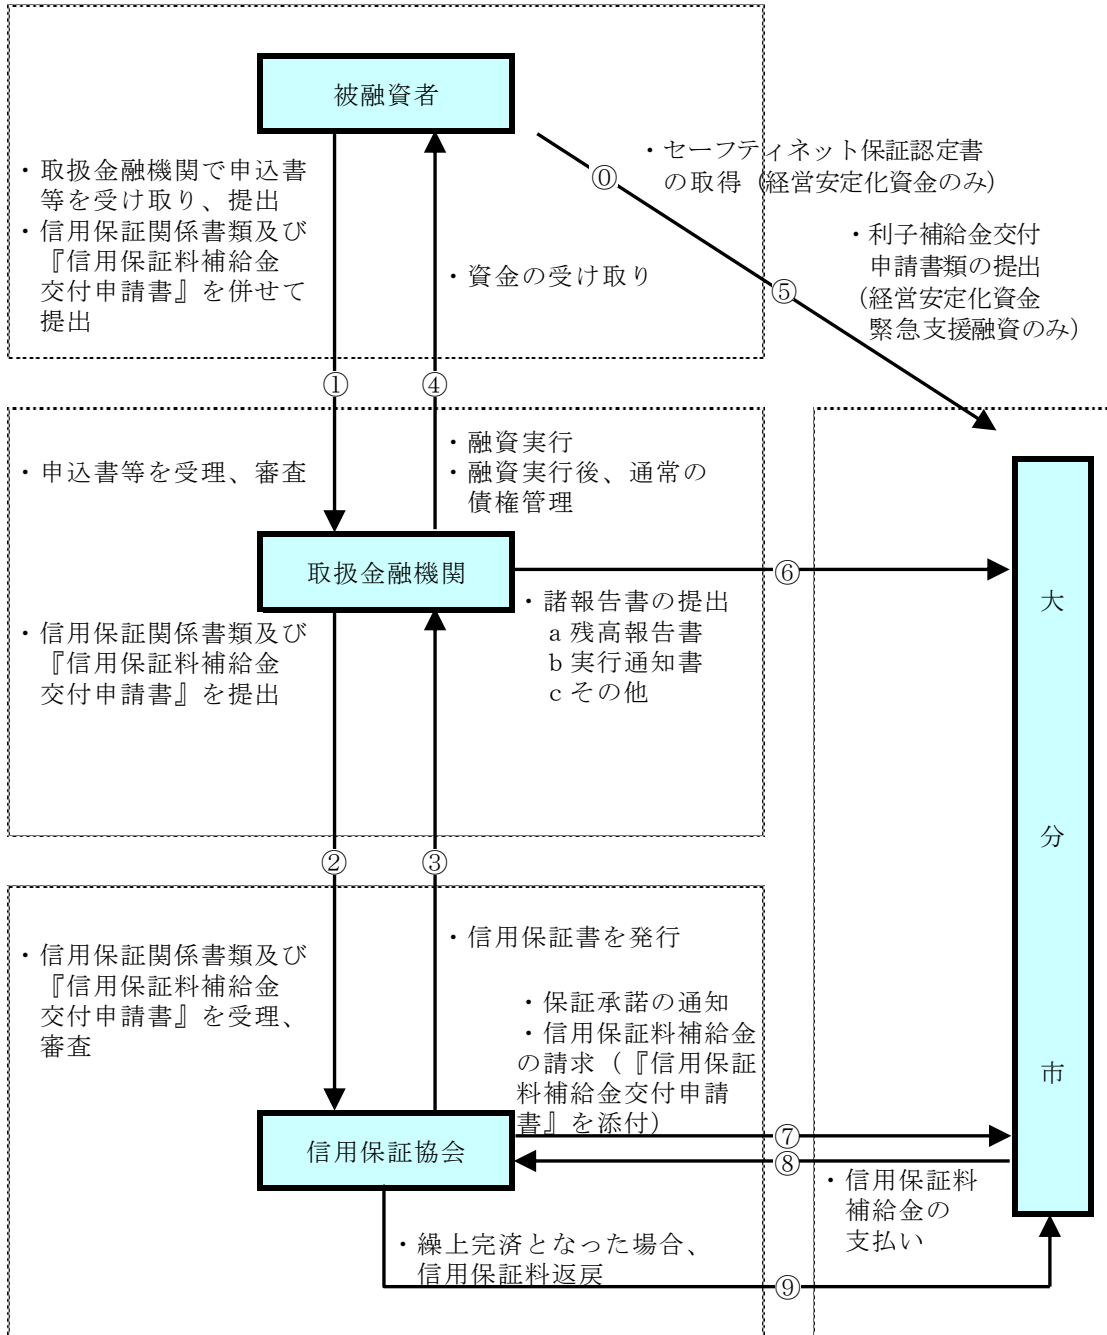 被融資者
・取扱金融機関で申込書
等を受け取り、提出
・信用保証関係書類及び
『信用保証料補給金
交付申請書』を併せて
提出
・資金の受け取り
・セーフティネット保証認定書
の取得（経営安定化資金のみ）
⓪
・利子補給金交付
申請書類の提出
（経営安定化資金
緊急支援融資のみ）
⑤
①
④
・申込書等を受理、審査
・融資実行
・融資実行後、通常の
債権管理
取扱金融機関
⑥
・信用保証関係書類及び
『信用保証料補給金
交付申請書』を提出
・諸報告書の提出
a 残高報告書
b 実行通知書
c その他
大
分
市
②
③
・信用保証関係書類及び
『信用保証料補給金
交付申請書』を受理、
審査
・信用保証書を発行
・保証承諾の通知
・信用保証料補給金
の請求（『信用保証
料補給金交付申請
書』を添付）
信用保証協会
⑦
⑧
・信用保証料
補給金の
支払い
・繰上完済となった場合、
信用保証料返戻
⑨